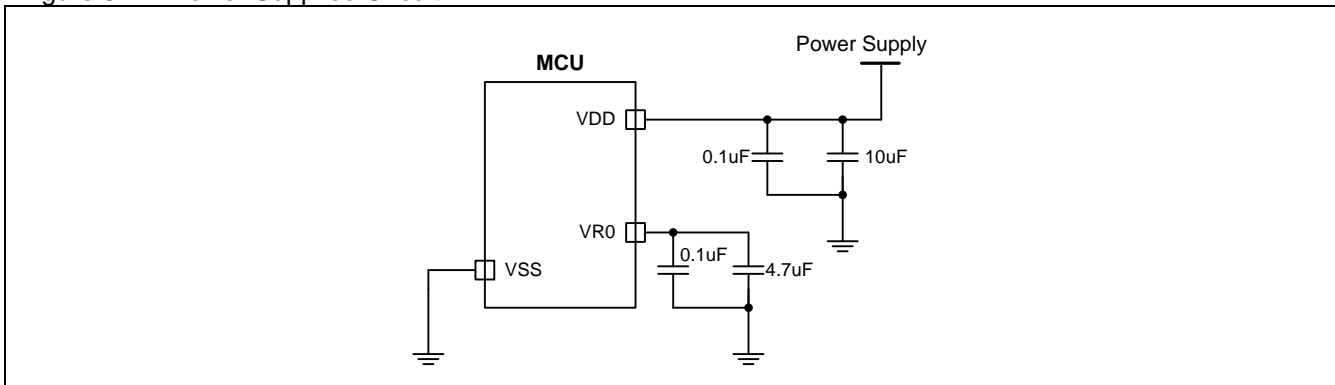 Power Supply
MCU
VDD
0.1uF
10uF
VR0
0.1uF
4.7uF
VSS